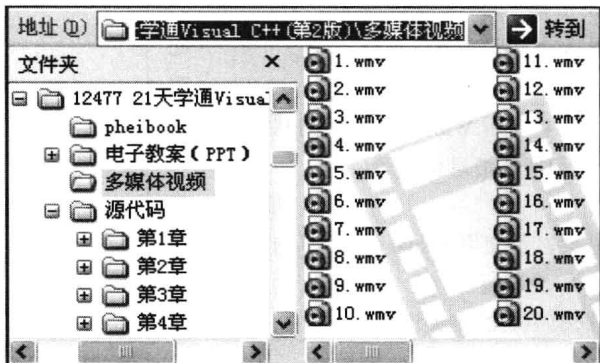 地址(D) 学通Visual C++(第2版)\多媒体视频 转到
文件夹 ×
12477 21天学通Visua
pheibook
电子教案(PPT)
多媒体视频
源代码
第1章
第2章
第3章
第4章
1.wmv
2.wmv
3.wmv
4.wmv
5.wmv
6.wmv
7.wmv
8.wmv
9.wmv
10.wmv
11.wmv
12.wmv
13.wmv
14.wmv
15.wmv
16.wmv
17.wmv
18.wmv
19.wmv
20.wmv